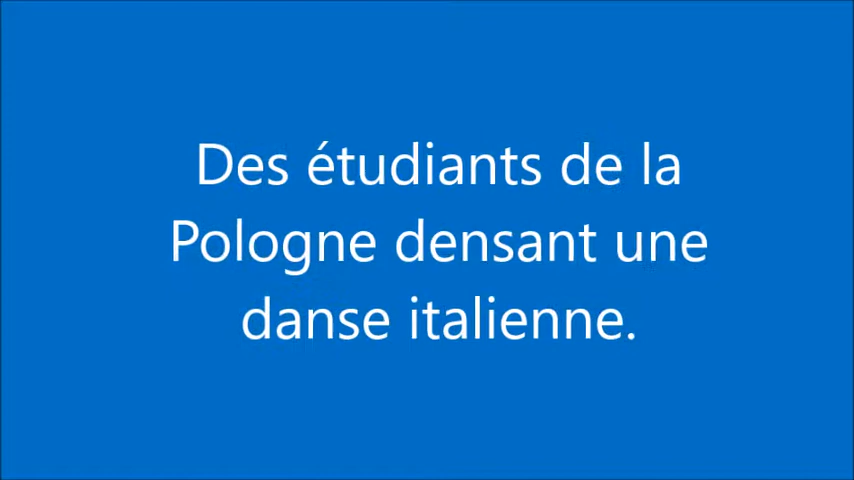 Des étudiants de la
Pologne densant une
danse italienne.